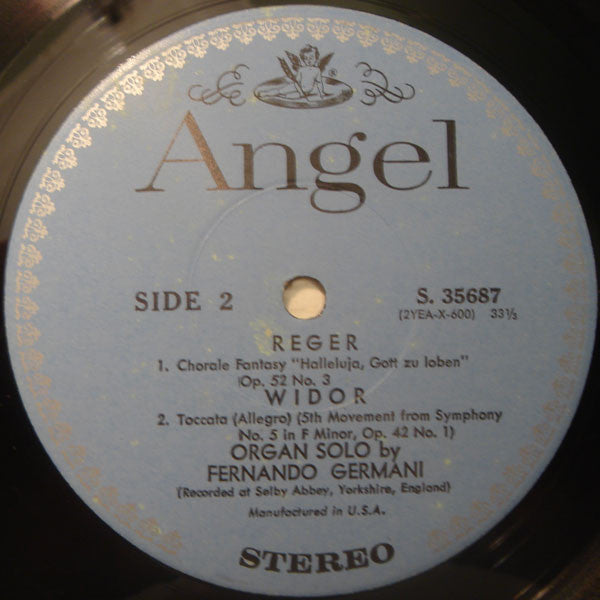 ®
Angel
SIDE 2
S. 35687
(2YEA-X-600) 33⅓
REGER
1. Chorale Fantasy "Halleluja, Gott zu loben"
Op. 52 No. 3
WIDOR
2. Toccata (Allegro) (5th Movement from Symphony
No. 5 in F Minor, Op. 42 No. 1)
ORGAN SOLO by
FERNANDO GERMANI
(Recorded at Selby Abbey, Yorkshire, England)
Manufactured in U.S.A.
STEREO